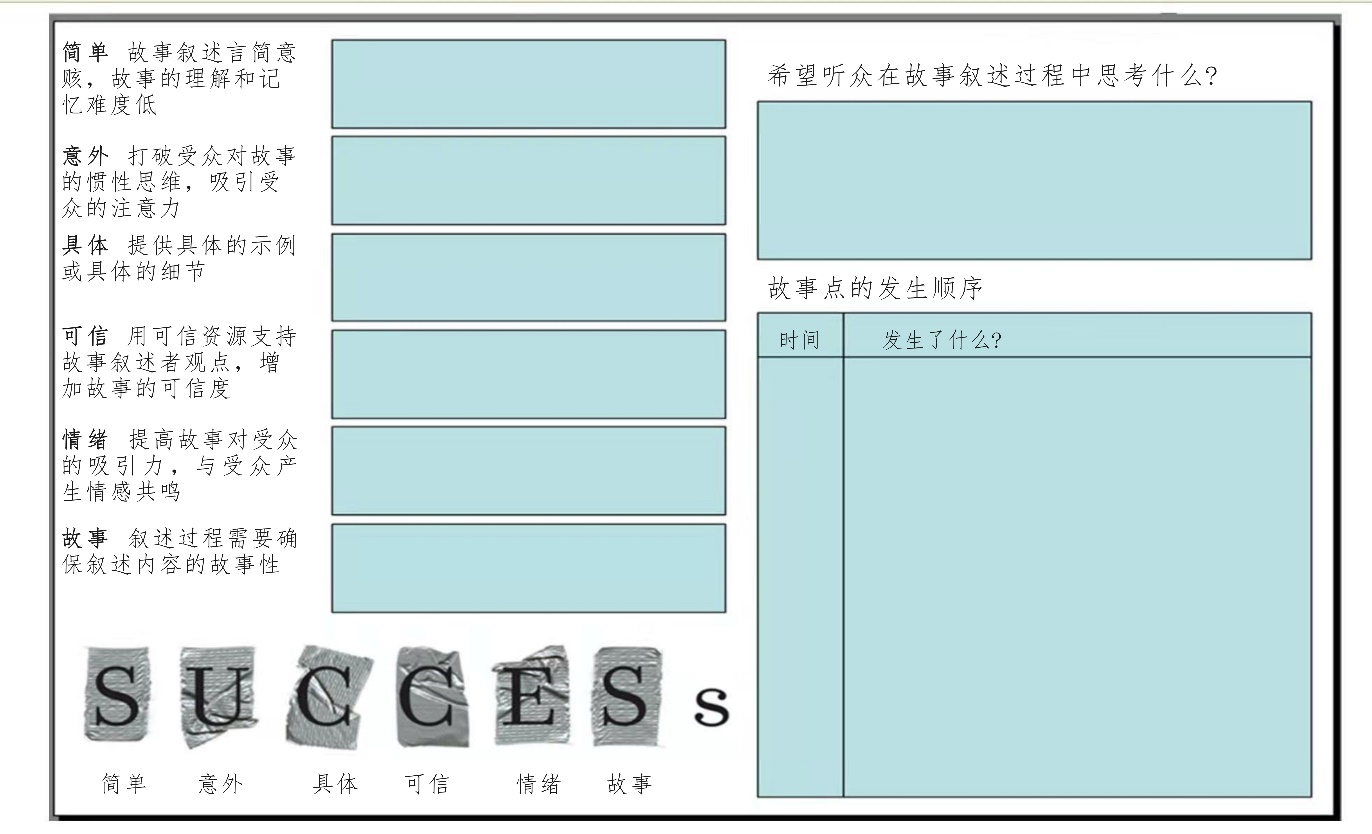 简单 故事叙述言简意
赅，故事的理解和记
忆难度低
意外 打破受众对故事
的惯性思维，吸引受
众的注意力
具体 提供具体的示例
或具体的细节
可信 用可信资源支持
故事叙述者观点，增
加故事的可信度
情绪 提高故事对受众
的吸引力，与受众产
生情感共鸣
故事 叙述过程需要确
保叙述内容的故事性
S U C C E S s
简单 意外 具体 可信 情绪 故事
希望听众在故事叙述过程中思考什么?
故事点的发生顺序
时间 发生了什么?